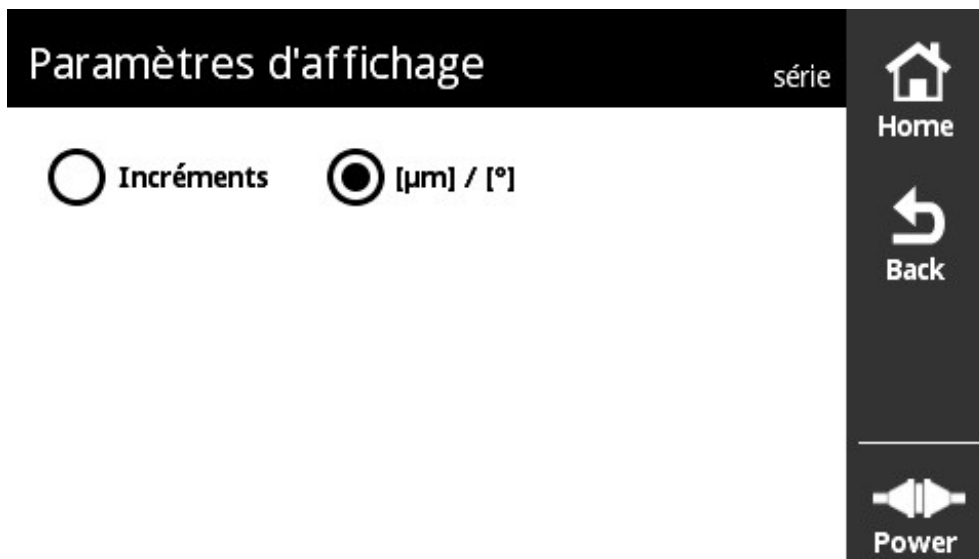 Paramètres d'affichage
série
Incréments
[µm] / [°]
Home
Back
Power